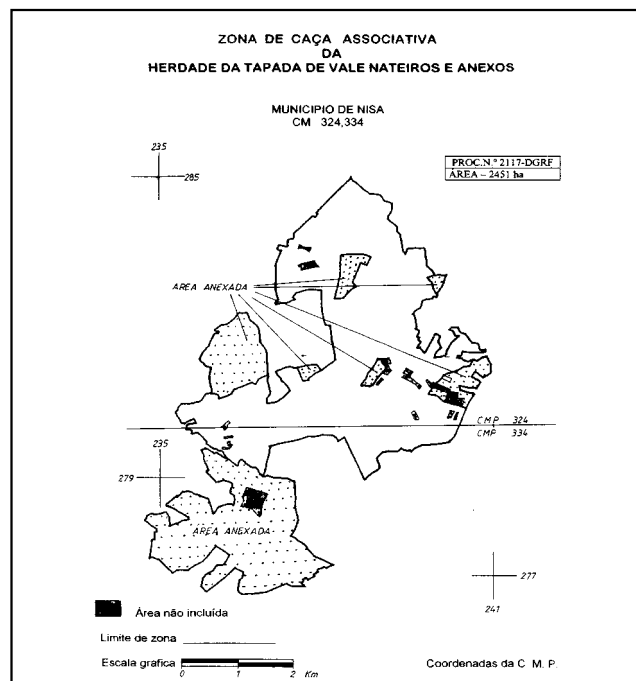 ZONA DE CAÇA ASSOCIATIVA
DA
HERDADE DA TAPADA DE VALE NATEIROS E ANEXOS
MUNICIPIO DE NISA
CM 324,334
235
285
PROC.N.º 2117-DGRF
ÁREA – 2451 ha
AREA ANEXADA
CMP 324
CMP 334
235
279
AREA ANEXADA
277
241
Área não incluída
Limite de zona
Escala grafica
0 1 2 Km
Coordenadas da C M. P.